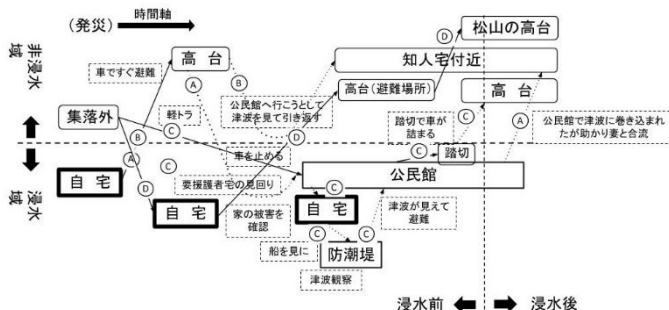 (発災)
時間軸
非浸水域
浸水域
車ですぐ避難
高台
A
B
公民館へ行こうとして
津波を見て引き返す
D
松山の高台
知人宅付近
高台(避難場所)
高台
集落外
軽トラ
B
C
A
D
C
D
車を止める
踏切で車が
詰まる
C
A
公民館で津波に巻き込まれ
たが助かり妻と合流
C
踏切
公民館
自宅
自宅
要援護者宅の見回り
家の被害を
確認
C
自宅
C
C
津波が見えて
避難
船を見に
防潮堤
津波観察
浸水前
浸水後